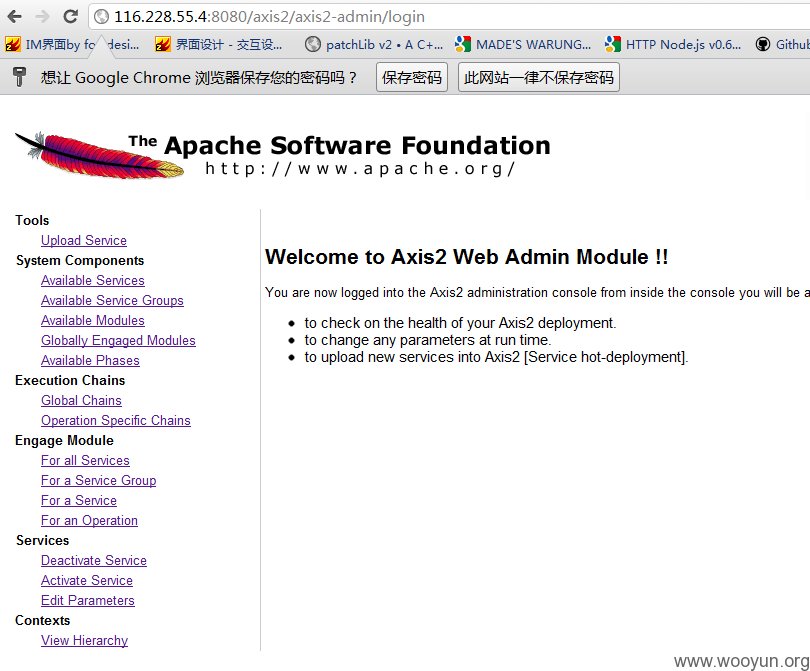 116.228.55.4:8080/axis2/axis2-admin/login
IM界面by fo desi... 界面设计 - 交互设... patchLib v2 • A C+... MADE'S WARUNG... HTTP Node.js v0.6... Github
想让 Google Chrome 浏览器保存您的密码吗？ 保存密码 此网站一律不保存密码
The Apache Software Foundation
http://www.apache.org/
Tools
Upload Service
System Components
Available Services
Available Service Groups
Available Modules
Globally Engaged Modules
Available Phases
Execution Chains
Global Chains
Operation Specific Chains
Engage Module
For all Services
For a Service Group
For a Service
For an Operation
Services
Deactivate Service
Activate Service
Edit Parameters
Contexts
View Hierarchy
Welcome to Axis2 Web Admin Module !!
You are now logged into the Axis2 administration console from inside the console you will be a
to check on the health of your Axis2 deployment.
to change any parameters at run time.
to upload new services into Axis2 [Service hot-deployment].
www.wooyun.org